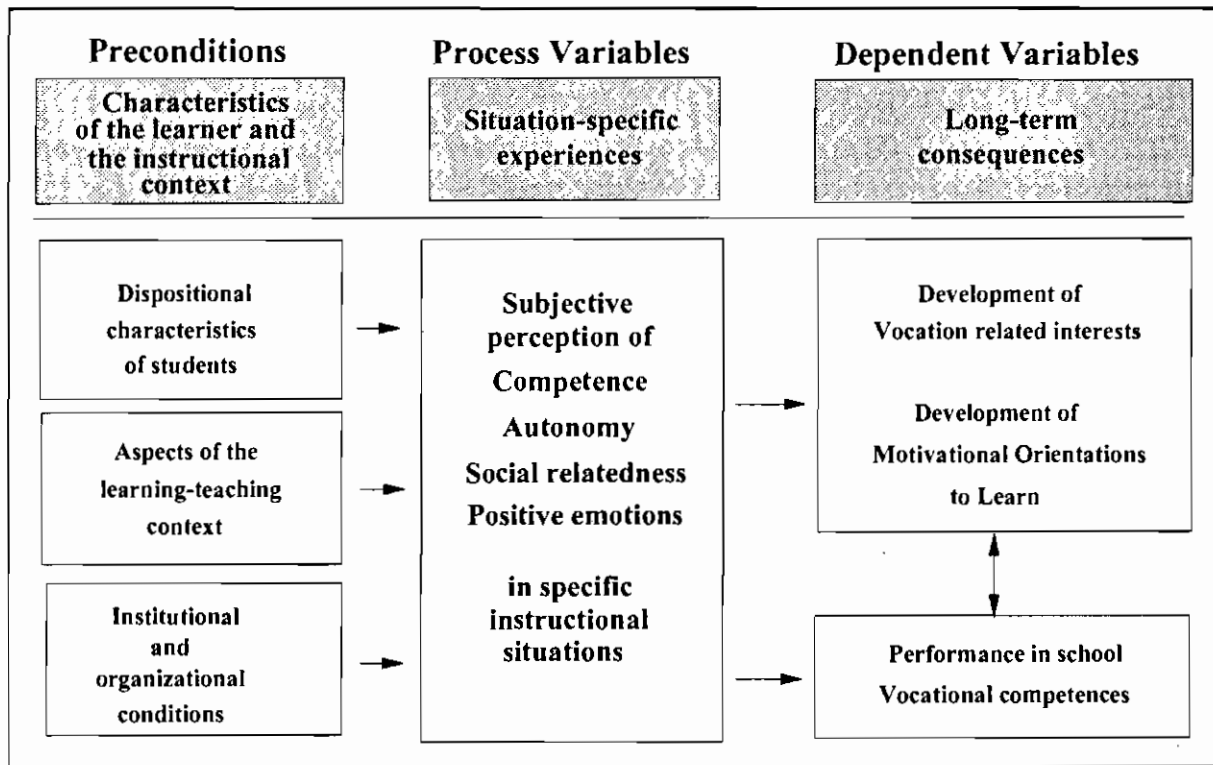 Preconditions
Characteristics
of the learner and
the instructional
context
Process Variables
Situation-specific
experiences
Dependent Variables
Long-term
consequences
Dispositional
characteristics
of students
Aspects of the
learning-teaching
context
Institutional
and
organizational
conditions
Subjective
perception of
Competence
Autonomy
Social relatedness
Positive emotions
in specific
instructional
situations
Development of
Vocation related interests
Development of
Motivational Orientations
to Learn
Performance in school
Vocational competences